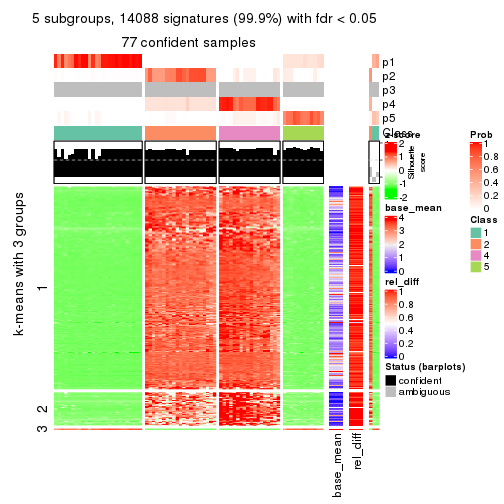 5 subgroups, 14088 signatures (99.9%) with fdr < 0.05
77 confident samples
p1
p2
p3
p4
p5
Class
Silhouette
score
z-score
2
1
0
-1
-2
base_mean
4
3
2
1
0
rel_diff
1
0.8
0.6
0.4
0.2
0
Status (barplots)
confident
ambiguous
Prob
1
0.8
0.6
0.4
0.2
0
Class
1
2
4
5
k-means with 3 groups
1
2
3
base_mean
rel_diff